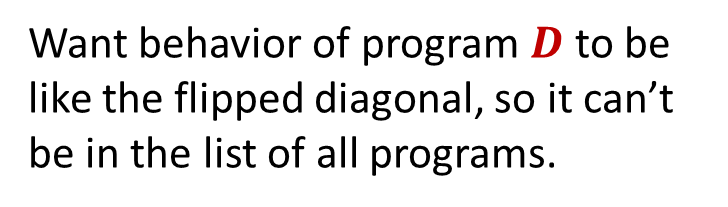 Want behavior of program D to be
like the flipped diagonal, so it can’t
be in the list of all programs.